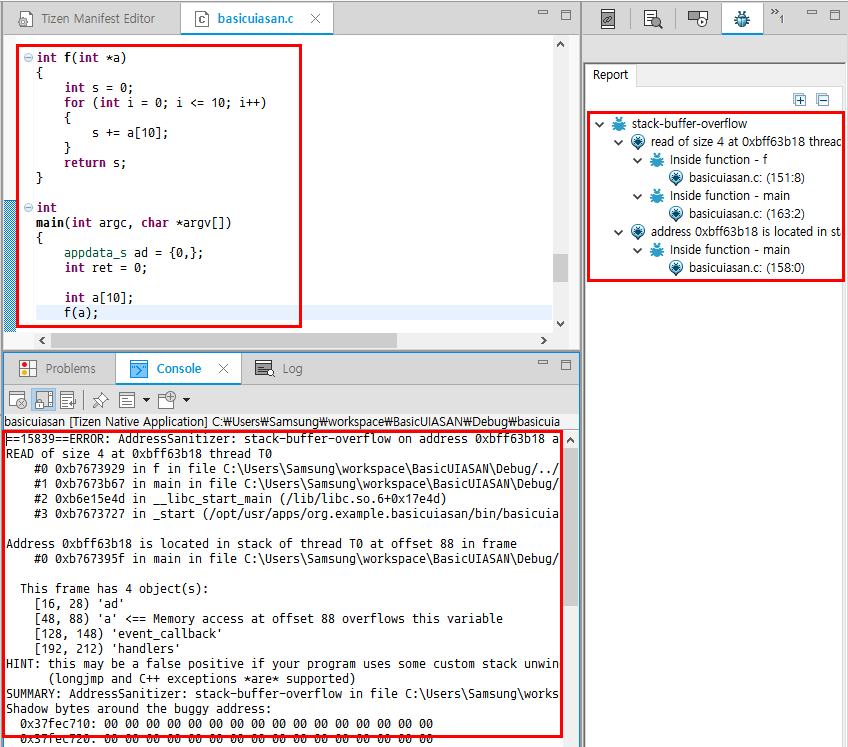 Tizen Manifest Editor
basicuiasan.c
int f(int *a)
{
int s = 0;
for (int i = 0; i <= 10; i++)
{
s += a[10];
}
return s;
}
int
main(int argc, char *argv[])
{
appdata_s ad = {0,};
int ret = 0;
int a[10];
f(a);
Problems
Console
Log
basicuiasan [Tizen Native Application] C:₩Users₩Samsung₩workspace₩BasicUIASAN₩Debug₩basicuia
==15839==ERROR: AddressSanitizer: stack-buffer-overflow on address 0xbff63b18 a
READ of size 4 at 0xbff63b18 thread T0
#0 0xb7673929 in f in file C:\Users\Samsung\workspace\BasicUIASAN\Debug/../
#1 0xb7673b67 in main in file C:\Users\Samsung\workspace\BasicUIASAN\Debug/
#2 0xb6e15e4d in __libc_start_main (/lib/libc.so.6+0x17e4d)
#3 0xb7673727 in _start (/opt/usr/apps/org.example.basicuiasan/bin/basicuia
Address 0xbff63b18 is located in stack of thread T0 at offset 88 in frame
#0 0xb767395f in main in file C:\Users\Samsung\workspace\BasicUIASAN\Debug/
This frame has 4 object(s):
[16, 28) 'ad'
[48, 88) 'a' <== Memory access at offset 88 overflows this variable
[128, 148) 'event_callback'
[192, 212) 'handlers'
HINT: this may be a false positive if your program uses some custom stack unwin
(longjmp and C++ exceptions *are* supported)
SUMMARY: AddressSanitizer: stack-buffer-overflow in file C:\Users\Samsung\works
Shadow bytes around the buggy address:
0x37fec710: 00 00 00 00 00 00 00 00 00 00 00 00 00 00 00 00
0x37fec720: 00 00 00 00 00 00 00 00 00 00 00 00 00 00 00 00
»1
Report
stack-buffer-overflow
read of size 4 at 0xbff63b18 thread
Inside function - f
basicuiasan.c: (151:8)
Inside function - main
basicuiasan.c: (163:2)
address 0xbff63b18 is located in sta
Inside function - main
basicuiasan.c: (158:0)